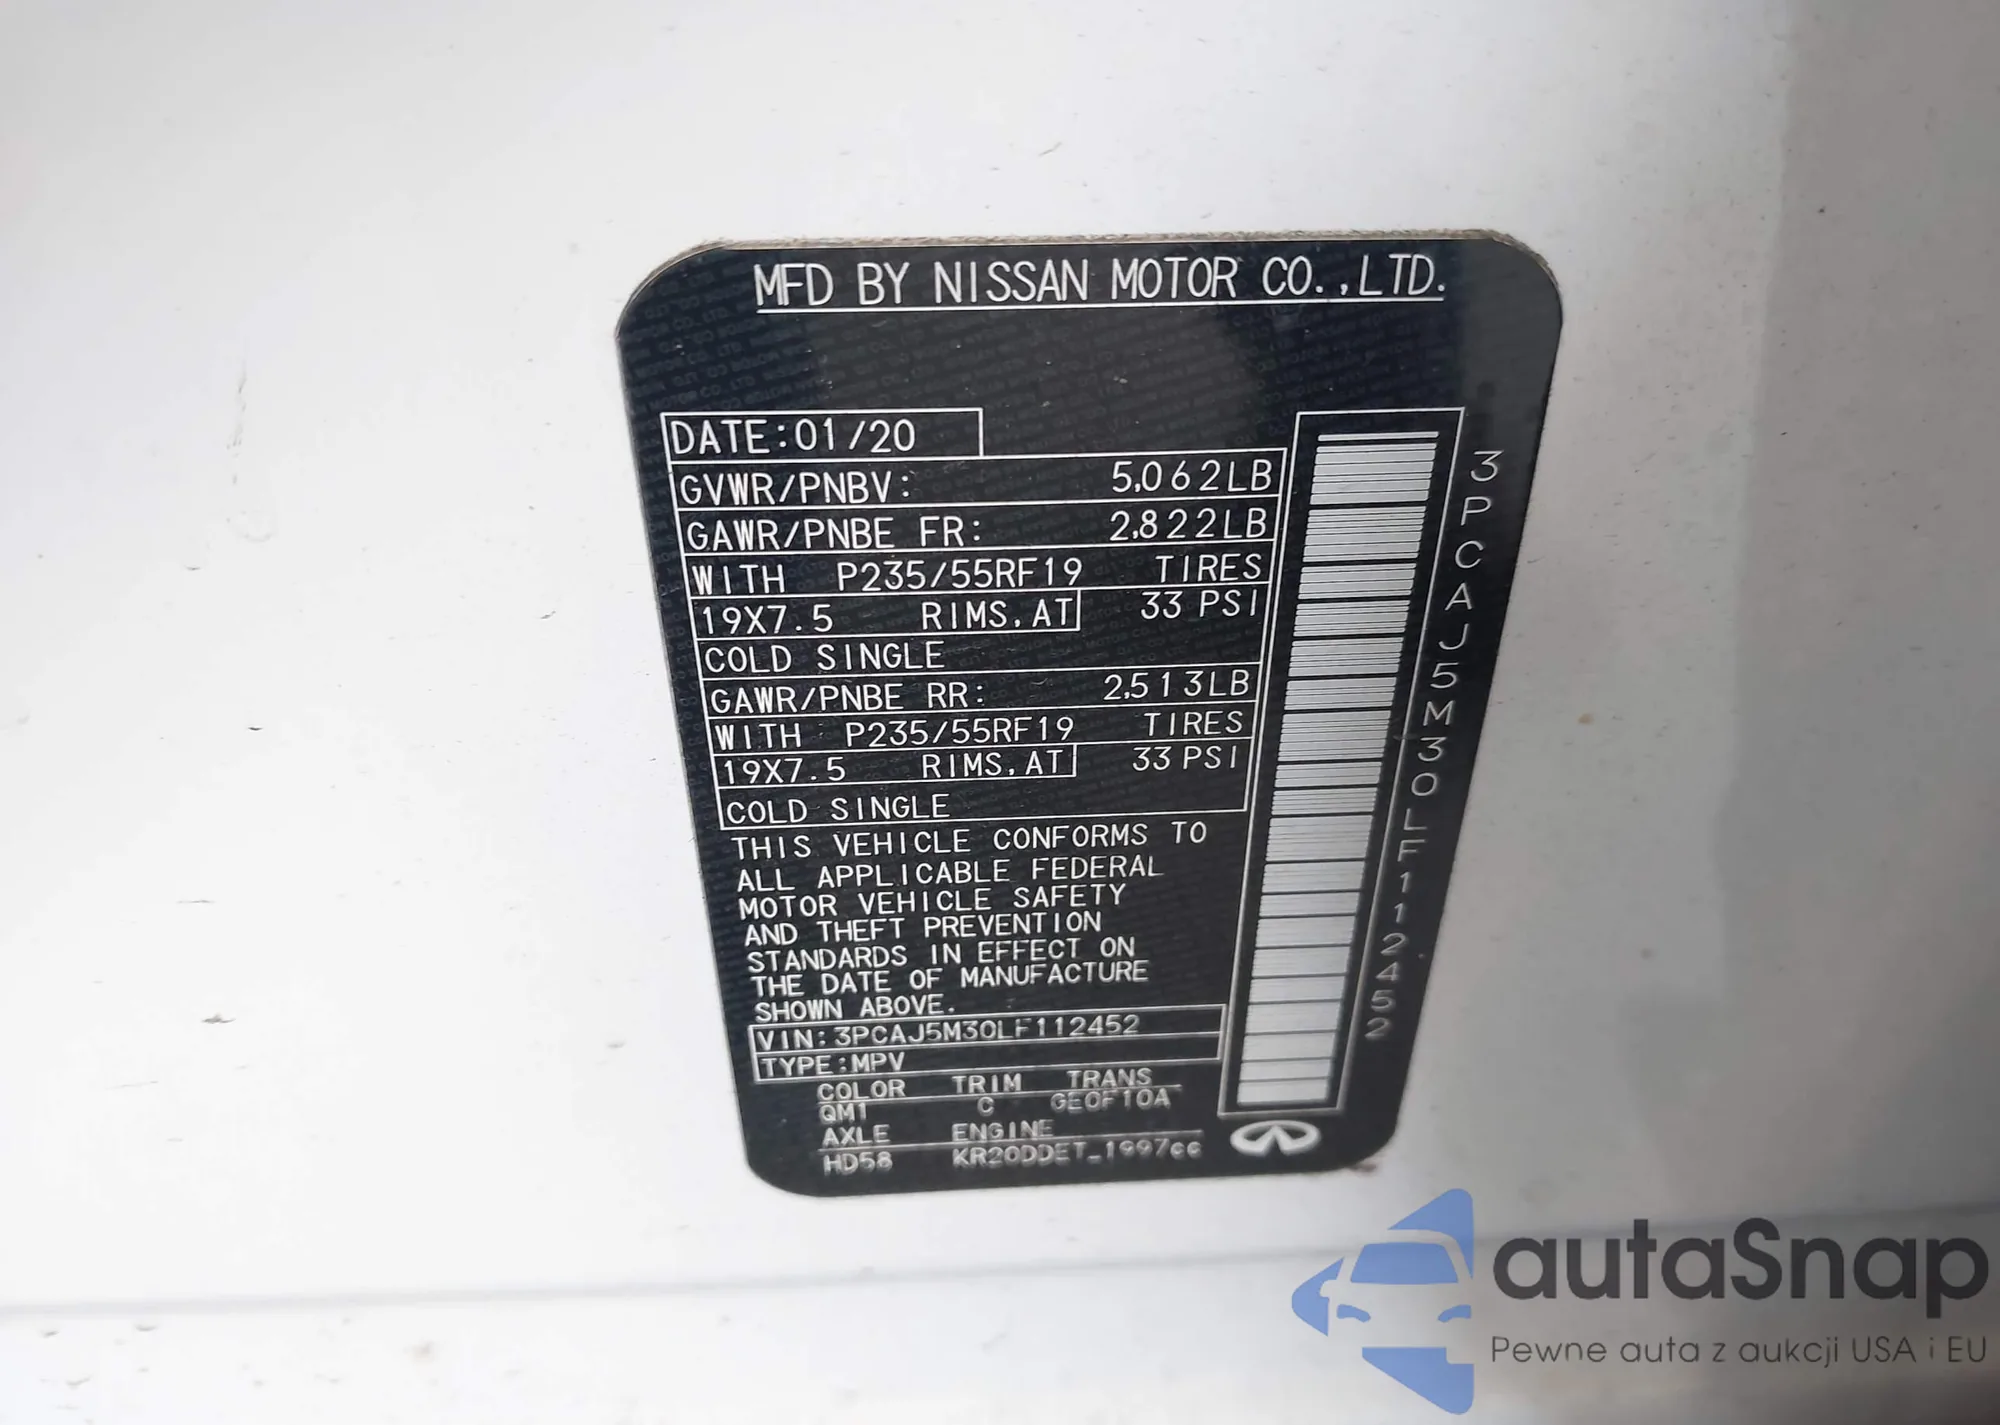 MFD BY NISSAN MOTOR CO.,LTD.
DATE:01/20
GVWR/PNBV: 5,062LB
GAWR/PNBE FR: 2,822LB
WITH P235/55RF19 TIRES
19X7.5 RIMS,AT 33 PSI
COLD SINGLE
GAWR/PNBE RR: 2,513LB
WITH P235/55RF19 TIRES
19X7.5 RIMS,AT 33 PSI
COLD SINGLE
THIS VEHICLE CONFORMS TO
ALL APPLICABLE FEDERAL
MOTOR VEHICLE SAFETY
AND THEFT PREVENTION
STANDARDS IN EFFECT ON
THE DATE OF MANUFACTURE
SHOWN ABOVE.
VIN:3PCAJ5M30LF112452
TYPE:MPV
COLOR TRIM TRANS
QM1 C GE0F10A
AXLE ENGINE
HD58 KR20DDET_1997cc
3PCAJ5M30LF112452
autaSnap
Pewne auta z aukcji USA i EU